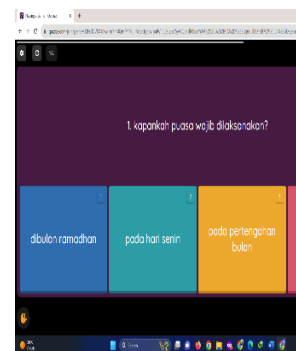 1. kapankah puasa wajib dilaksanakan?
dibulan ramadhan
pada hari senin
pada pertengahan
bulan